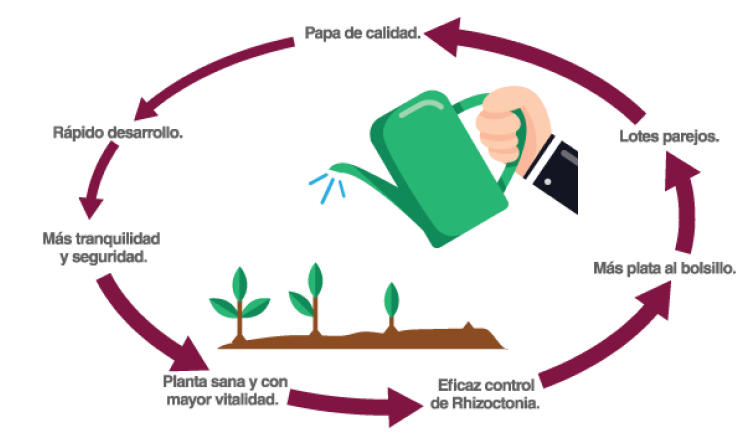 Papa de calidad.
Rápido desarrollo.
Lotes parejos.
Más tranquilidad
y seguridad.
Más plata al bolsillo.
Planta sana y con
mayor vitalidad.
Eficaz control
de Rhizoctonia.